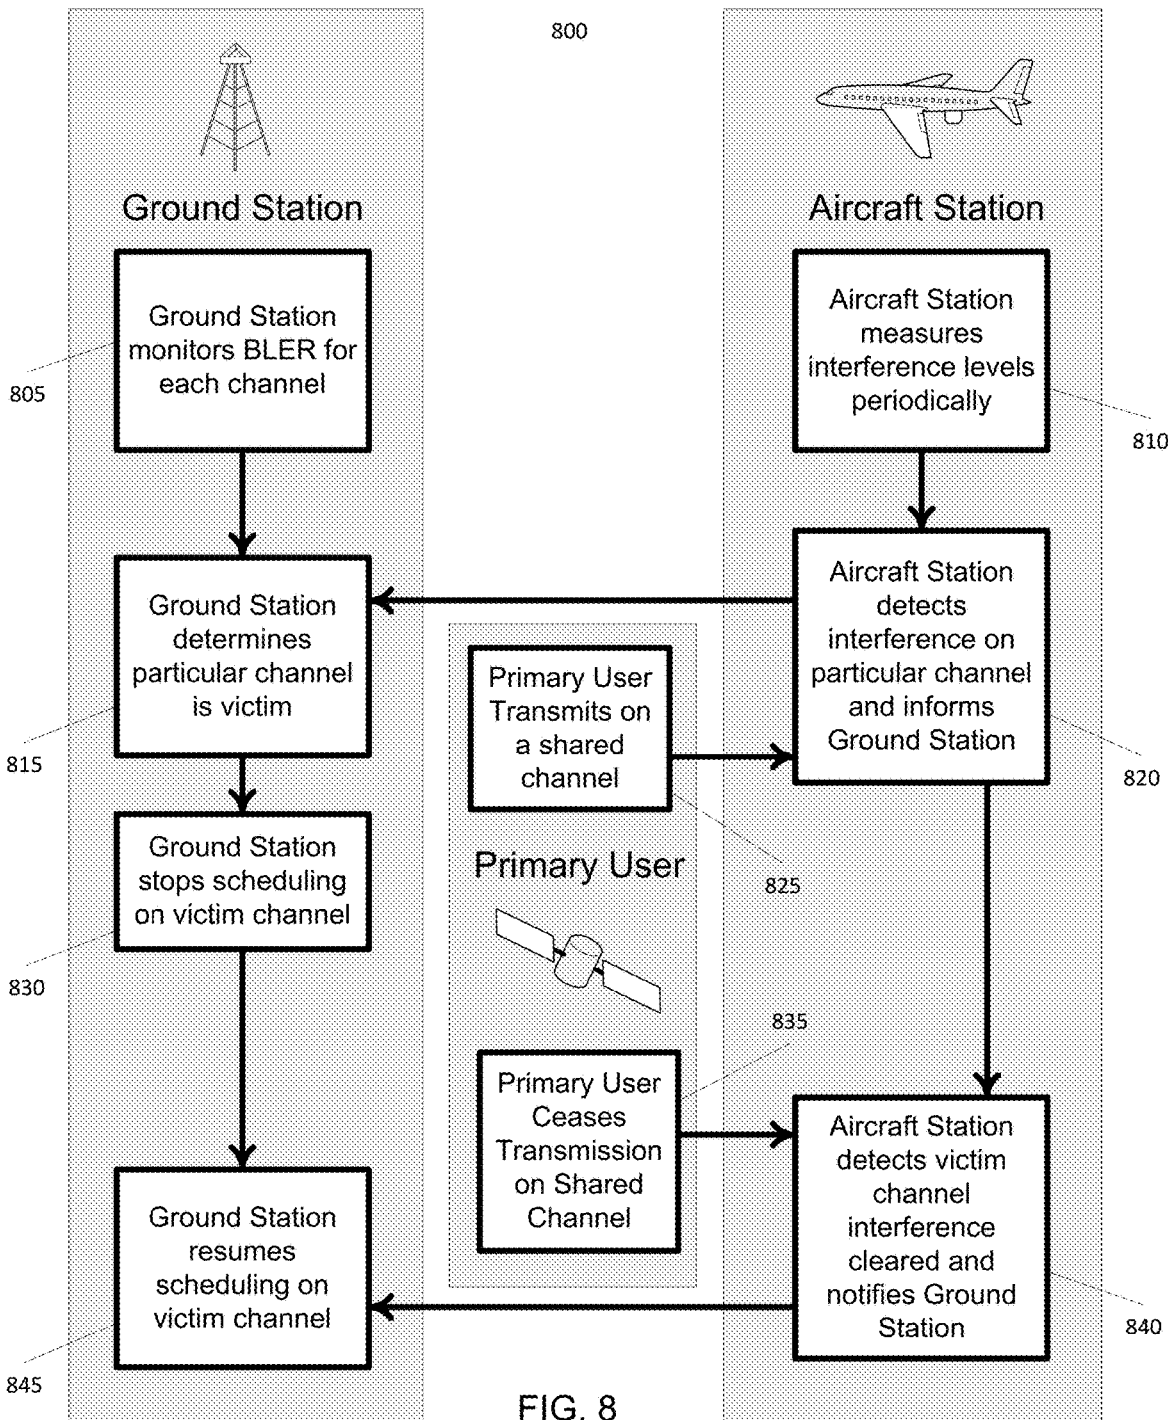 800
Ground Station
Aircraft Station
Ground Station
monitors BLER for
each channel
805
Aircraft Station
measures
interference levels
periodically
810
Ground Station
determines
particular channel
is victim
815
Aircraft Station
detects
interference on
particular channel
and informs
Ground Station
820
Primary User
Transmits on
a shared
channel
825
Primary User
Ground Station
stops scheduling
on victim channel
830
835
Primary User
Ceases
Transmission
on Shared
Channel
Aircraft Station
detects victim
channel
interference
cleared and
notifies Ground
Station
840
Ground Station
resumes
scheduling on
victim channel
845
FIG. 8